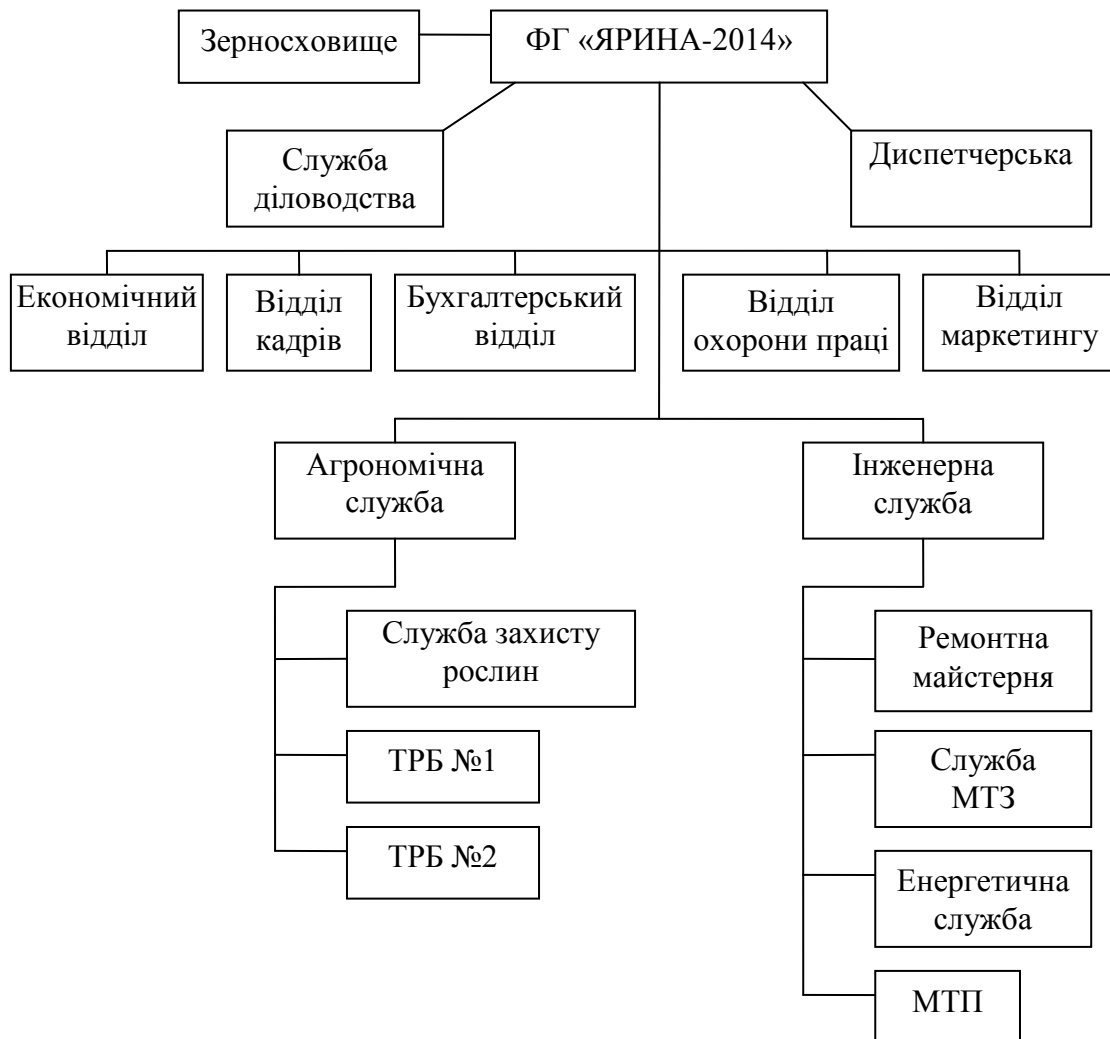 Зерносховище
ФГ «ЯРИНА-2014»
Служба
діловодства
Диспетчерська
Економічний
відділ
Відділ
кадрів
Бухгалтерський
відділ
Відділ
охорони праці
Відділ
маркетингу
Агрономічна
служба
Інженерна
служба
Служба захисту
рослин
ТРБ №1
ТРБ №2
Ремонтна
майстерня
Служба
МТЗ
Енергетична
служба
МТП